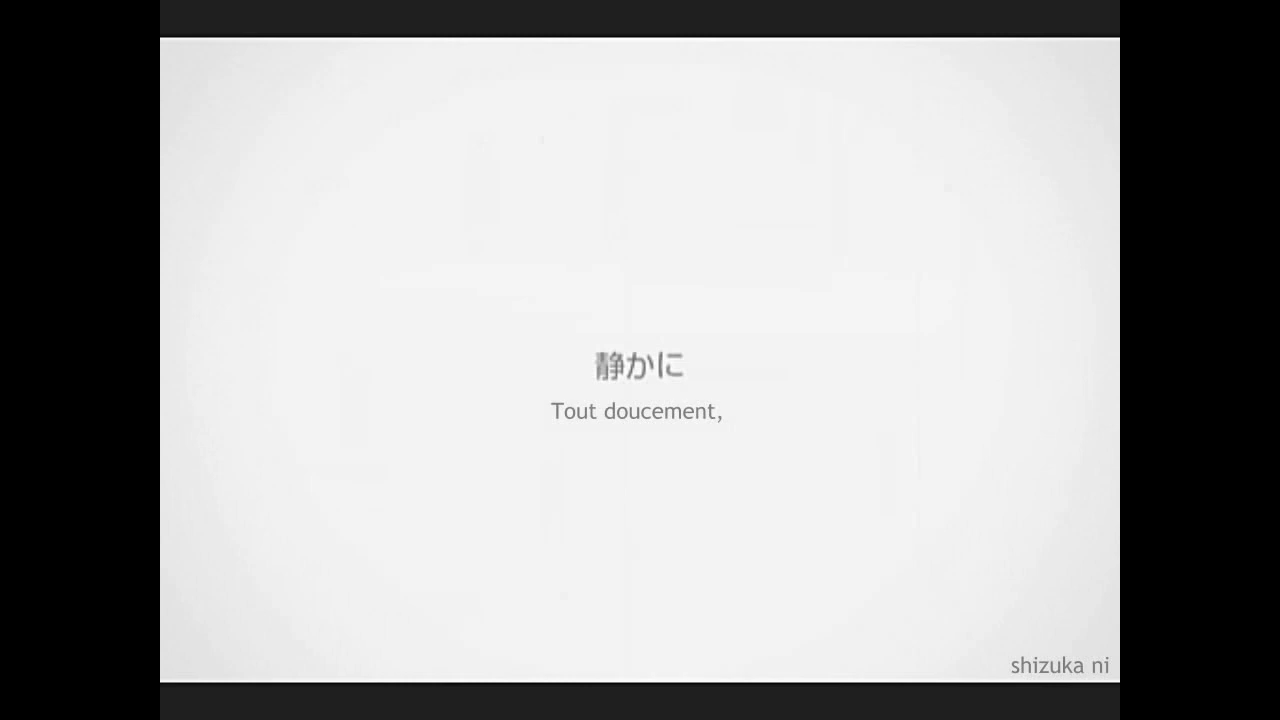 静かに
Tout doucement,
shizuka ni